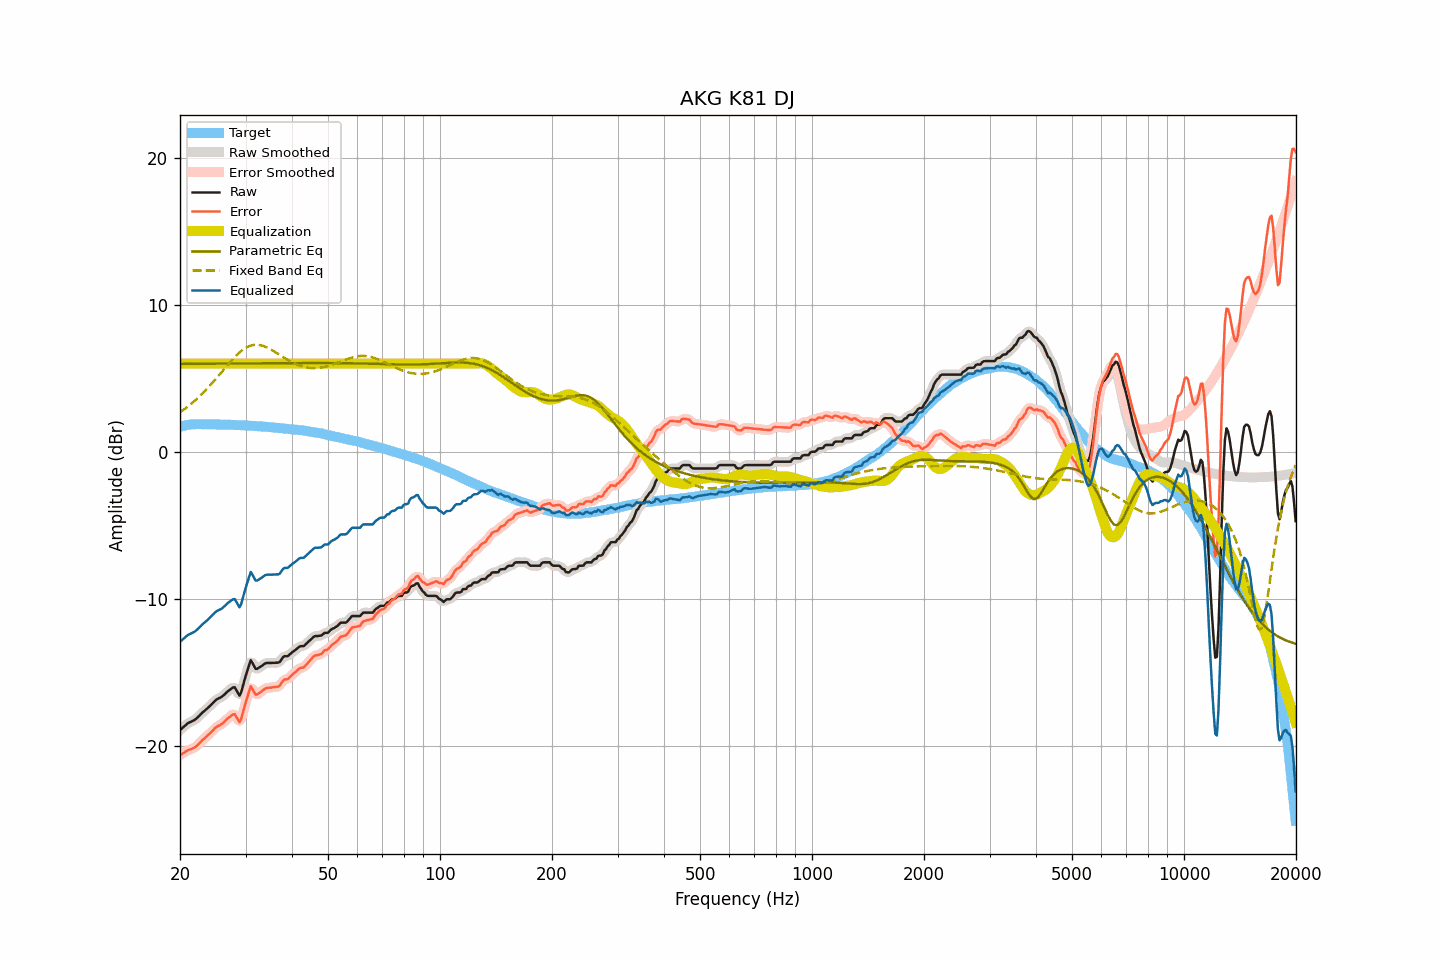 AKG K81 DJ
Target
Raw Smoothed
Error Smoothed
Raw
Error
Equalization
Parametric Eq
Fixed Band Eq
Equalized
20
10
0
−10
−20
Amplitude (dBr)
20 50 100 200 500 1000 2000 5000 10000 20000
Frequency (Hz)